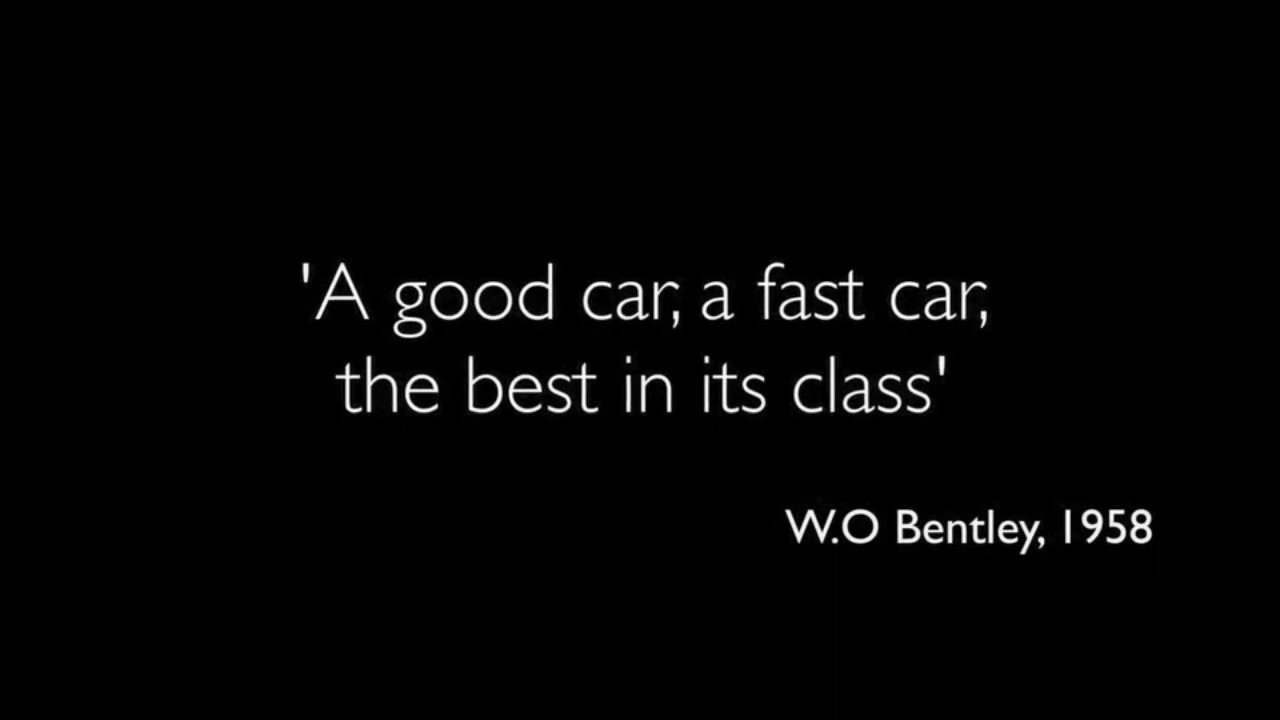 'A good car, a fast car,
the best in its class'
W.O Bentley, 1958